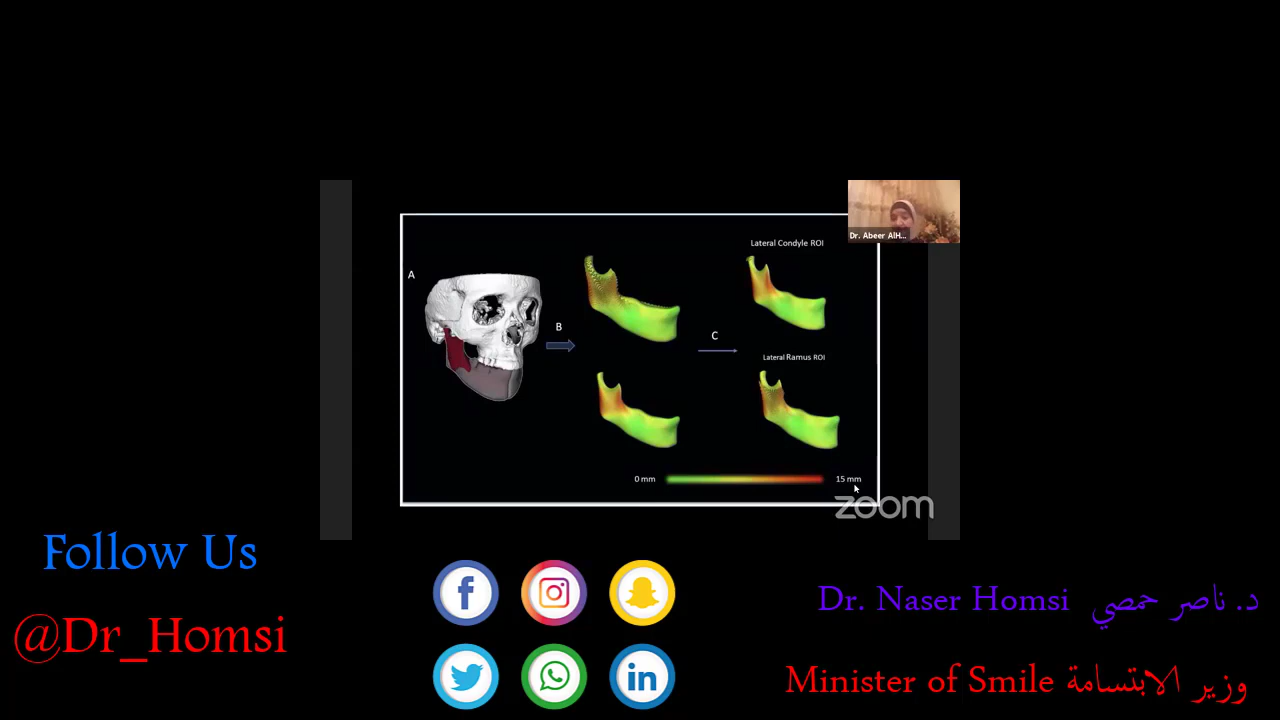 Dr. Abeer AlH...
Lateral Condyle ROI
A
B
C
Lateral Ramus ROI
0 mm
15 mm
zoom
Follow Us
@Dr_Homsi
Dr. Naser Homsi د. ناصر حمصي
Minister of Smile وزير الابتسامة